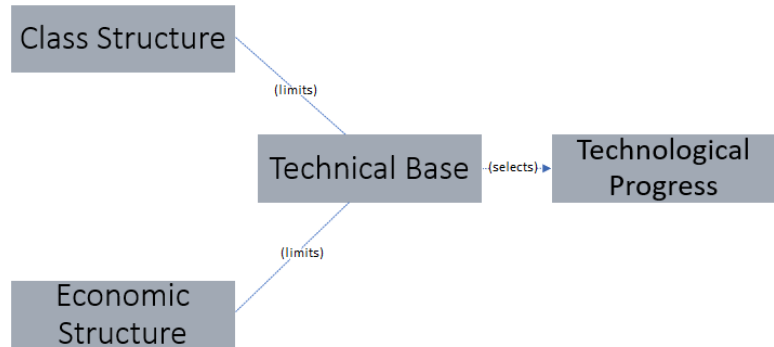 Class Structure
(limits)
Technical Base
(selects)
Technological
Progress
(limits)
Economic
Structure